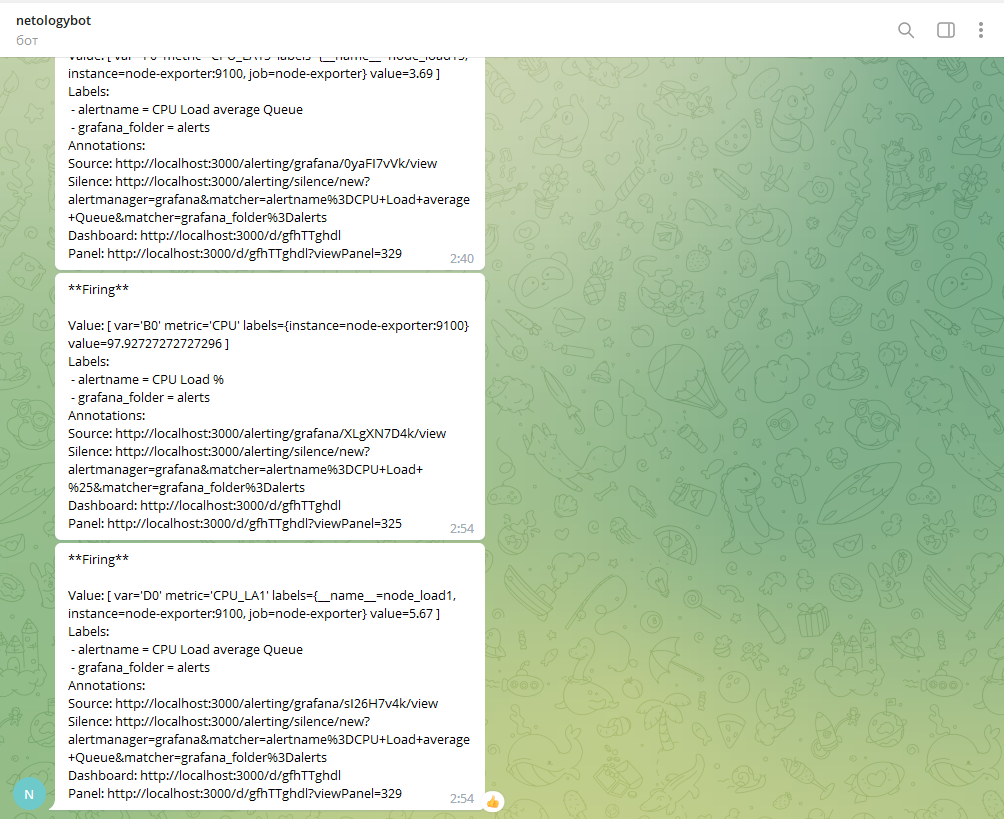 netologybot
бот
instance=node-exporter:9100, job=node-exporter} value=3.69 ]
Labels:
- alertname = CPU Load average Queue
- grafana_folder = alerts
Annotations:
Source: http://localhost:3000/alerting/grafana/0yaFI7vVk/view
Silence: http://localhost:3000/alerting/silence/new?
alertmanager=grafana&matcher=alertname%3DCPU+Load+average
+Queue&matcher=grafana_folder%3Dalerts
Dashboard: http://localhost:3000/d/gfhTTghdl
Panel: http://localhost:3000/d/gfhTTghdl?viewPanel=329
2:40
**Firing**
Value: [ var='B0' metric='CPU' labels={instance=node-exporter:9100}
value=97.92727272727296 ]
Labels:
- alertname = CPU Load %
- grafana_folder = alerts
Annotations:
Source: http://localhost:3000/alerting/grafana/XLgXN7D4k/view
Silence: http://localhost:3000/alerting/silence/new?
alertmanager=grafana&matcher=alertname%3DCPU+Load+
%25&matcher=grafana_folder%3Dalerts
Dashboard: http://localhost:3000/d/gfhTTghdl
Panel: http://localhost:3000/d/gfhTTghdl?viewPanel=325
2:54
**Firing**
Value: [ var='D0' metric='CPU_LA1' labels={__name__=node_load1,
instance=node-exporter:9100, job=node-exporter} value=5.67 ]
Labels:
- alertname = CPU Load average Queue
- grafana_folder = alerts
Annotations:
Source: http://localhost:3000/alerting/grafana/sI26H7v4k/view
Silence: http://localhost:3000/alerting/silence/new?
alertmanager=grafana&matcher=alertname%3DCPU+Load+average
+Queue&matcher=grafana_folder%3Dalerts
Dashboard: http://localhost:3000/d/gfhTTghdl
Panel: http://localhost:3000/d/gfhTTghdl?viewPanel=329
2:54
N